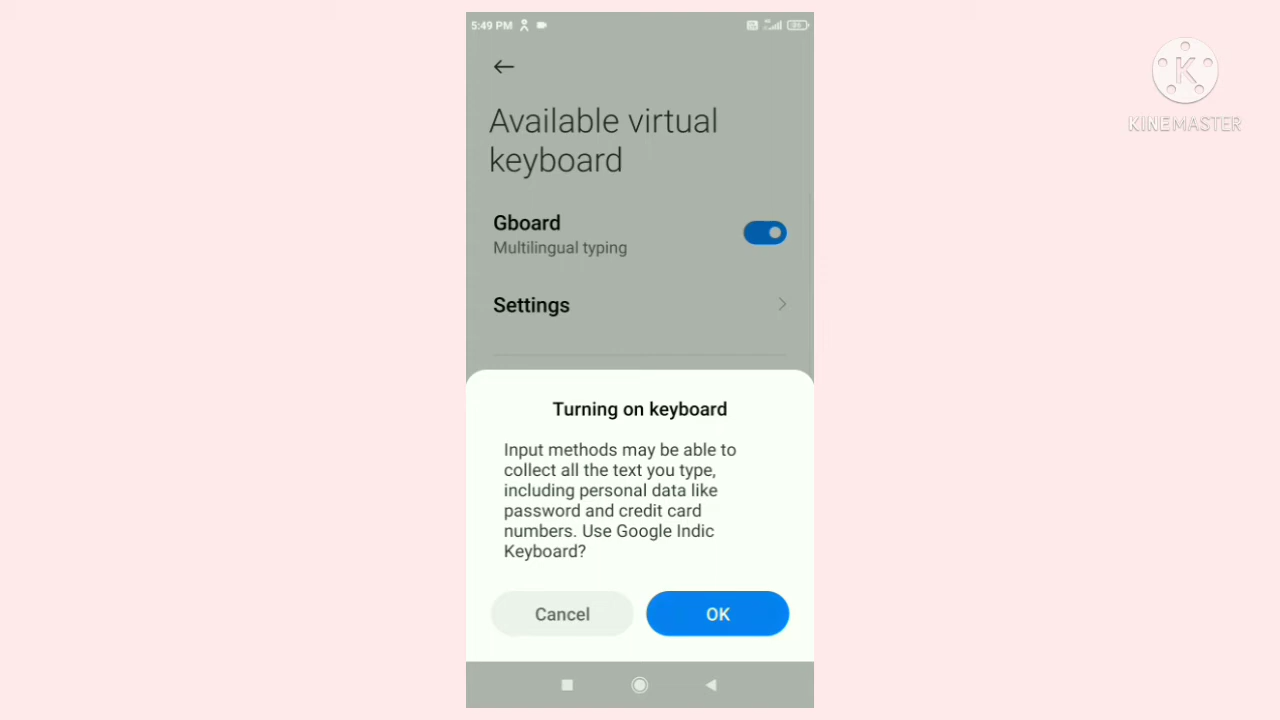 5:49 PM
Available virtual
keyboard
Gboard
Multilingual typing
Settings
Turning on keyboard
Input methods may be able to
collect all the text you type,
including personal data like
password and credit card
numbers. Use Google Indic
Keyboard?
Cancel
OK
K
KINEMASTER